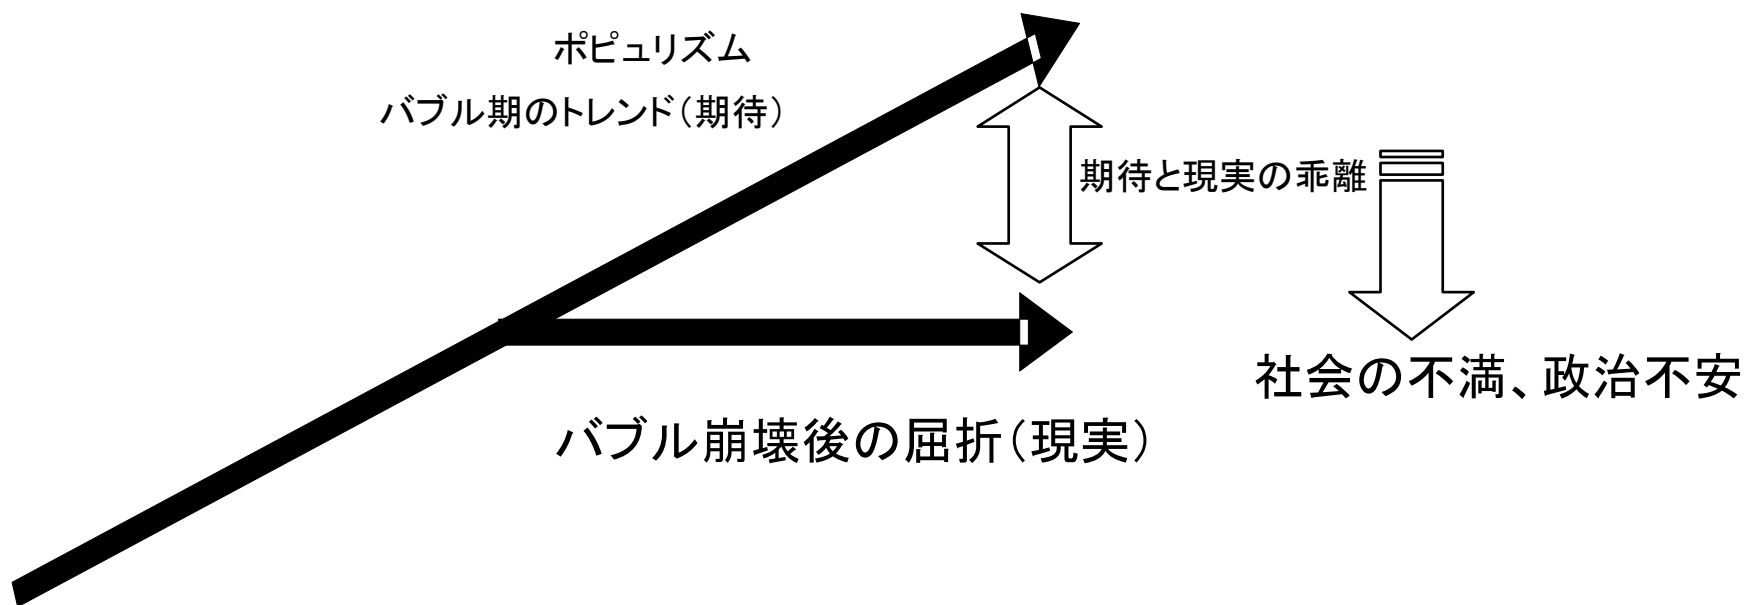 ポピュリズム
バブル期のトレンド（期待）
期待と現実の乖離
社会の不満、政治不安
バブル崩壊後の屈折（現実）